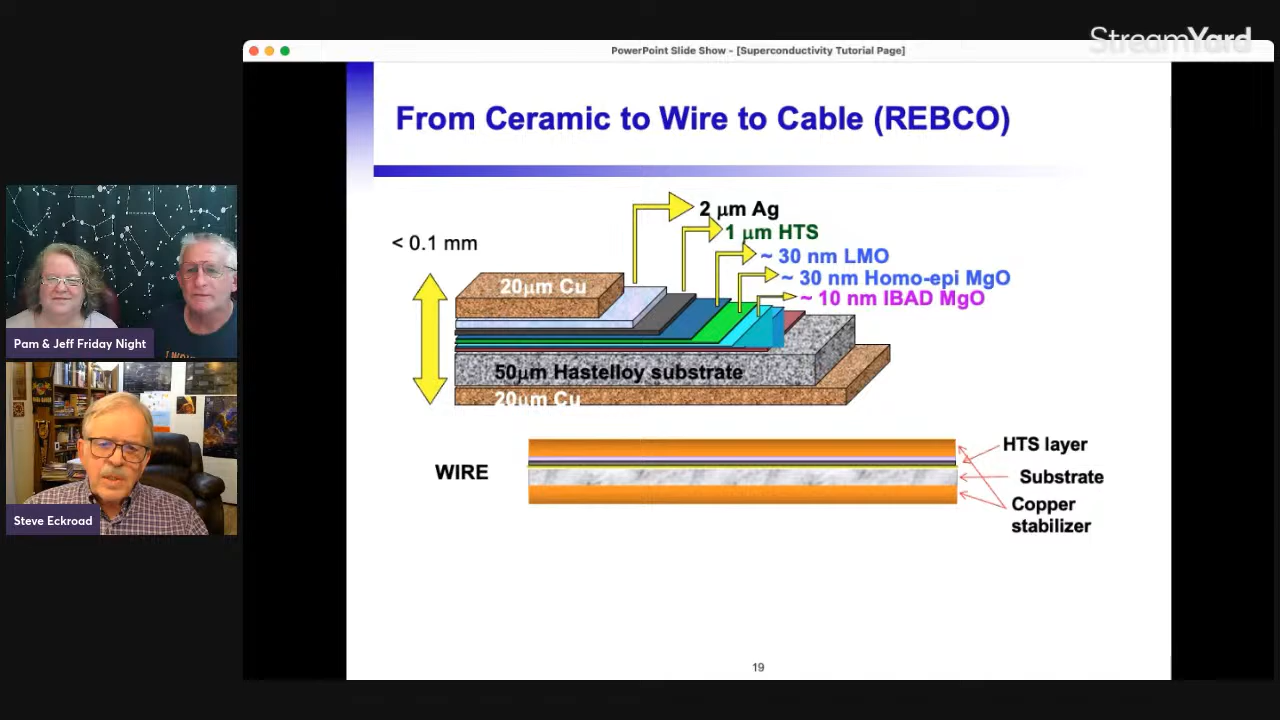 StreamYard
PowerPoint Slide Show - [Superconductivity Tutorial Page]
From Ceramic to Wire to Cable (REBCO)
< 0.1 mm
2 μm Ag
1 μm HTS
~ 30 nm LMO
~ 30 nm Homo-epi MgO
~ 10 nm IBAD MgO
20μm Cu
50μm Hastelloy substrate
20μm Cu
WIRE
HTS layer
Substrate
Copper
stabilizer
19
Pam & Jeff Friday Night
Steve Eckroad